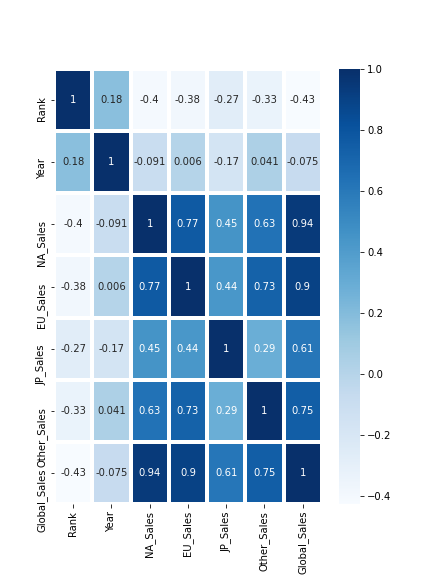 Rank 1 0.18 -0.4 -0.38 -0.27 -0.33 -0.43
Year 0.18 1 -0.091 0.006 -0.17 0.041 -0.075
NA_Sales -0.4 -0.091 1 0.77 0.45 0.63 0.94
EU_Sales -0.38 0.006 0.77 1 0.44 0.73 0.9
JP_Sales -0.27 -0.17 0.45 0.44 1 0.29 0.61
Other_Sales -0.33 0.041 0.63 0.73 0.29 1 0.75
Global_Sales -0.43 -0.075 0.94 0.9 0.61 0.75 1
Rank Year NA_Sales EU_Sales JP_Sales Other_Sales Global_Sales
1.0
0.8
0.6
0.4
0.2
0.0
−0.2
−0.4